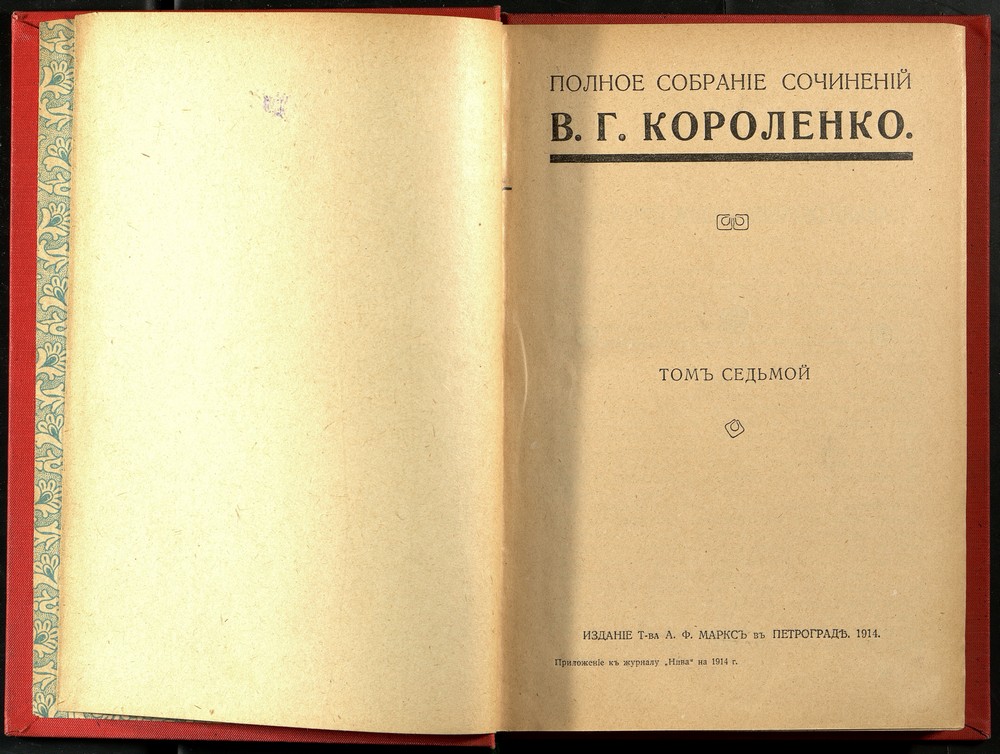 ПОЛНОЕ СОБРАНІЕ СОЧИНЕНІЙ
В. Г. КОРОЛЕНКО.
ТОМЪ СЕДЬМОЙ
ИЗДАНІЕ Т-ва А. Ф. МАРКСЪ въ ПЕТРОГРАДѢ. 1914.
Приложеніе къ журналу „Нива“ на 1914 г.